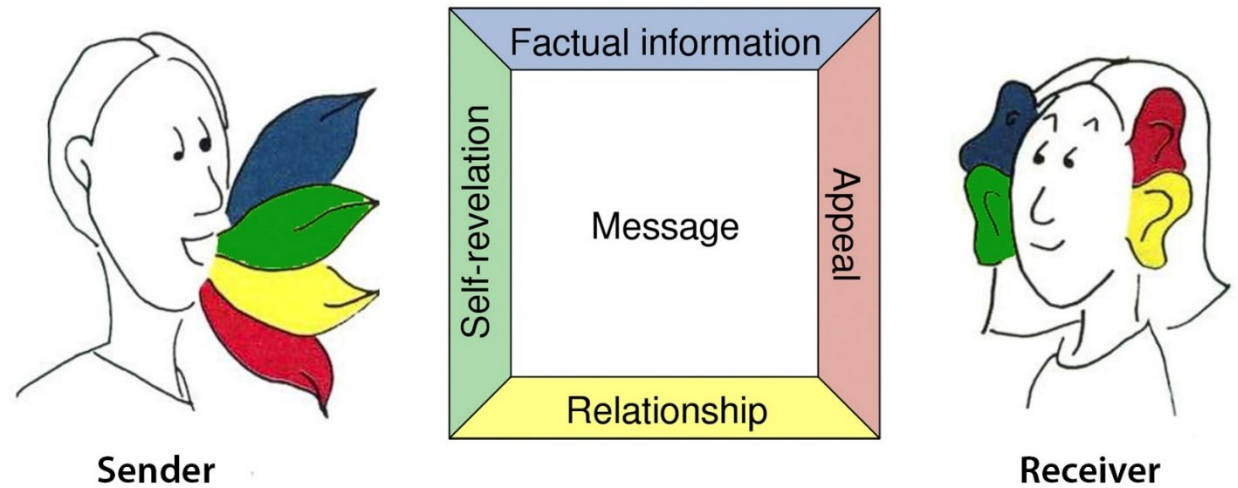 Factual information
Self-revelation
Message
Appeal
Relationship
Sender
Receiver